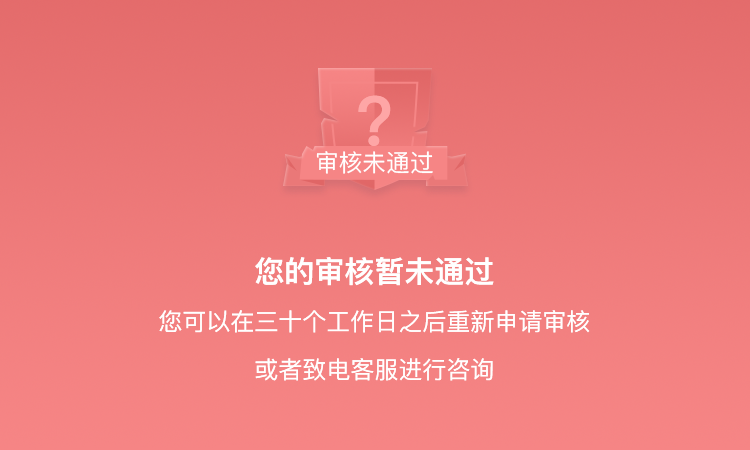 ?
审核未通过
您的审核暂未通过
您可以在三十个工作日之后重新申请审核
或者致电客服进行咨询